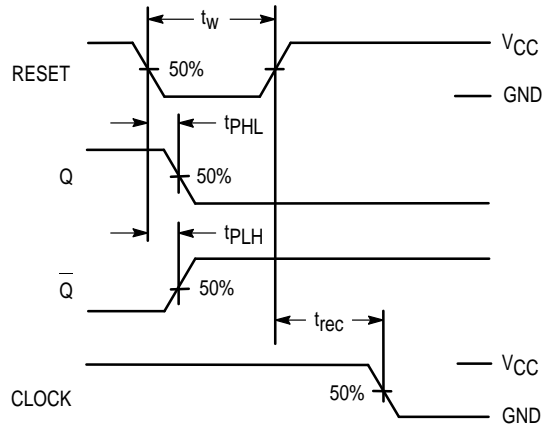 tw
VCC
RESET
50%
GND
tPHL
Q
50%
tPLH
Q̅
50%
trec
VCC
50%
CLOCK
GND